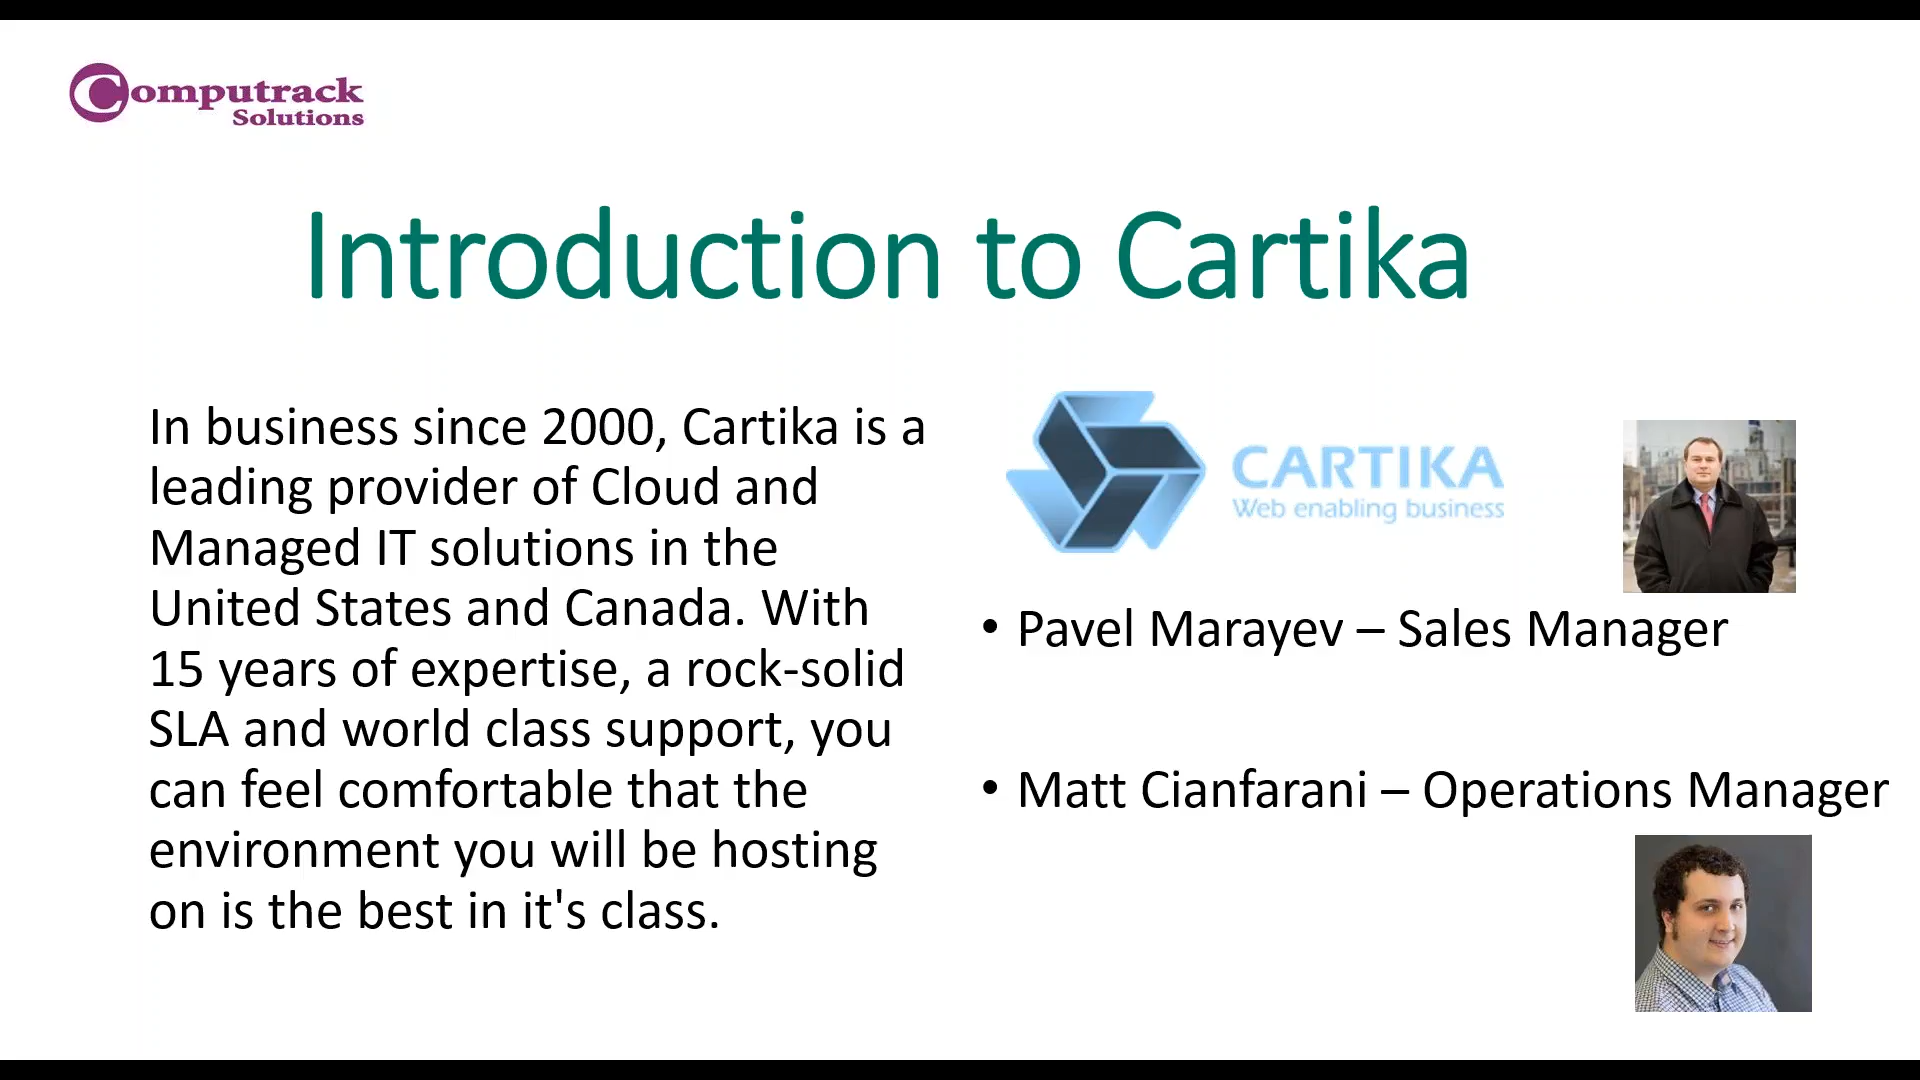 Computrack
Solutions
Introduction to Cartika
In business since 2000, Cartika is a
leading provider of Cloud and
Managed IT solutions in the
United States and Canada. With
15 years of expertise, a rock-solid
SLA and world class support, you
can feel comfortable that the
environment you will be hosting
on is the best in it's class.
CARTIKA
Web enabling business
• Pavel Marayev – Sales Manager
• Matt Cianfarani – Operations Manager